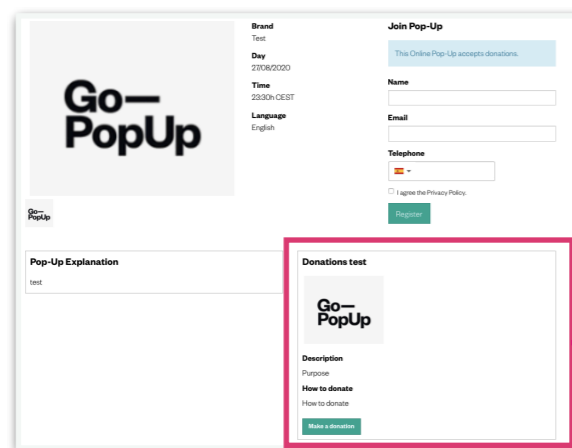 Go—
PopUp
Go—
PopUp
Brand
Test
Day
27/08/2020
Time
23:30h CEST
Language
English
Join Pop-Up
This Online Pop-Up accepts donations.
Name
Email
Telephone
I agree the Privacy Policy.
Register
Pop-Up Explanation
test
Donations test
Go—
PopUp
Description
Purpose
How to donate
How to donate
Make a donation